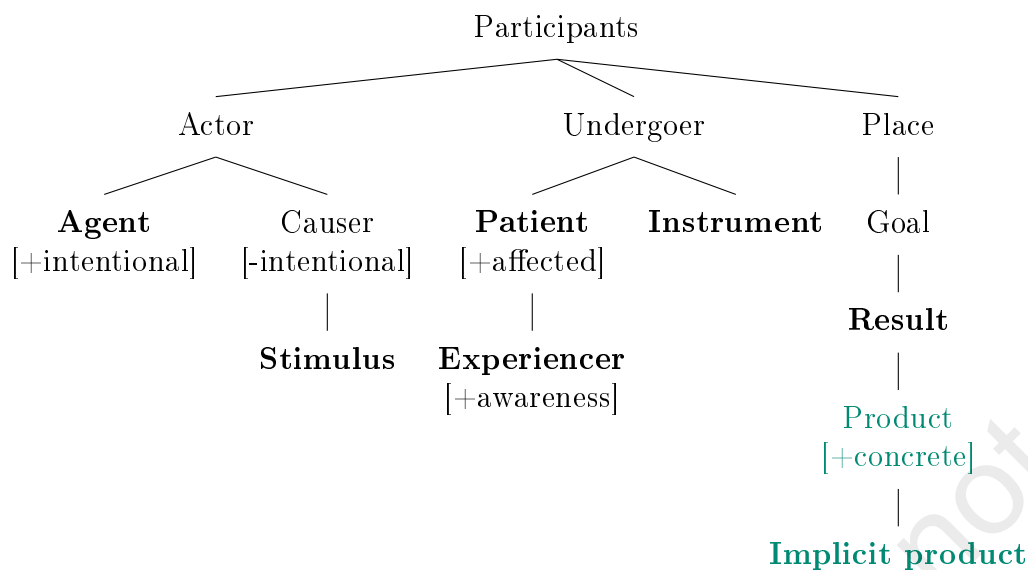 Participants
Actor Undergoer Place
Agent Causer Patient Instrument Goal
[+intentional] [-intentional] [+affected]
Result
Stimulus Experiencer
[+awareness]
Product
[+concrete]
Implicit product
not